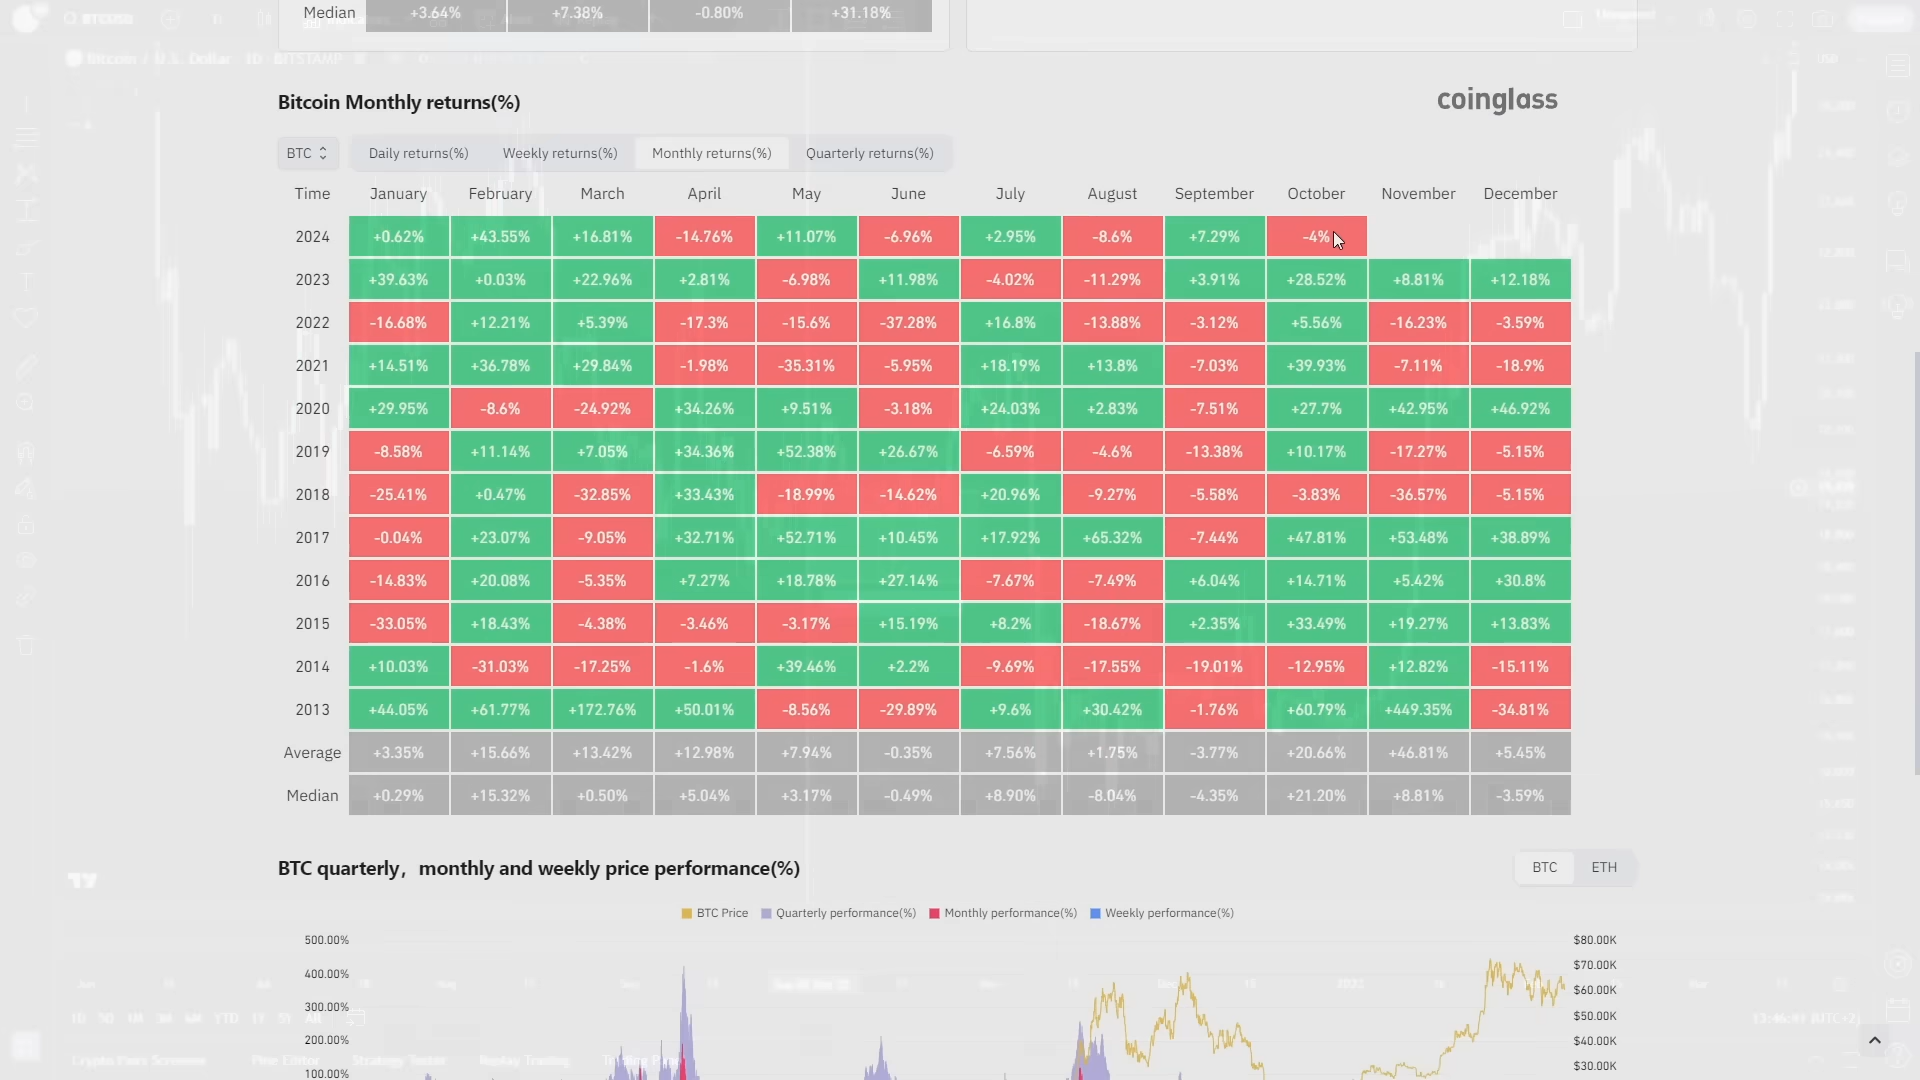 Median +3.64% +7.38% -0.80% +31.18%
Bitcoin / U.S. Dollar 1D BITSTAMP
Bitcoin Monthly returns(%)
coinglass
BTC Daily returns(%) Weekly returns(%) Monthly returns(%) Quarterly returns(%)
Time January February March April May June July August September October November December
2024 +0.62% +43.55% +16.81% -14.76% +11.07% -6.96% +2.95% -8.6% +7.29% -4%
2023 +39.63% +0.03% +22.96% +2.81% -6.98% +11.98% -4.02% -11.29% +3.91% +28.52% +8.81% +12.18%
2022 -16.68% +12.21% +5.39% -17.3% -15.6% -37.28% +16.8% -13.88% -3.12% +5.56% -16.23% -3.59%
2021 +14.51% +36.78% +29.84% -1.98% -35.31% -5.95% +18.19% +13.8% -7.03% +39.93% -7.11% -18.9%
2020 +29.95% -8.6% -24.92% +34.26% +9.51% -3.18% +24.03% +2.83% -7.51% +27.7% +42.95% +46.92%
2019 -8.58% +11.14% +7.05% +34.36% +52.38% +26.67% -6.59% -4.6% -13.38% +10.17% -17.27% -5.15%
2018 -25.41% +0.47% -32.85% +33.43% -18.99% -14.62% +20.96% -9.27% -5.58% -3.83% -36.57% -5.15%
2017 -0.04% +23.07% -9.05% +32.71% +52.71% +10.45% +17.92% +65.32% -7.44% +47.81% +53.48% +38.89%
2016 -14.83% +20.08% -5.35% +7.27% +18.78% +27.14% -7.67% -7.49% +6.04% +14.71% +5.42% +30.8%
2015 -33.05% +18.43% -4.38% -3.46% -3.17% +15.19% +8.2% -18.67% +2.35% +33.49% +19.27% +13.83%
2014 +10.03% -31.03% -17.25% -1.6% +39.46% +2.2% -9.69% -17.55% -19.01% -12.95% +12.82% -15.11%
2013 +44.05% +61.77% +172.76% +50.01% -8.56% -29.89% +9.6% +30.42% -1.76% +60.79% +449.35% -34.81%
Average +3.35% +15.66% +13.42% +12.98% +7.94% -0.35% +7.56% +1.75% -3.77% +20.66% +46.81% +5.45%
Median +0.29% +15.32% +0.50% +5.04% +3.17% -0.49% +8.90% -8.04% -4.35% +21.20% +8.81% -3.59%
BTC quarterly，monthly and weekly price performance(%)
BTC ETH
BTC Price Quarterly performance(%) Monthly performance(%) Weekly performance(%)
500.00% $80.00K
400.00% $70.00K
$60.00K
300.00% $50.00K
200.00% $40.00K
100.00% $30.00K
Crypto Pairs Screener Pine Editor Strategy Tester Replay Trading